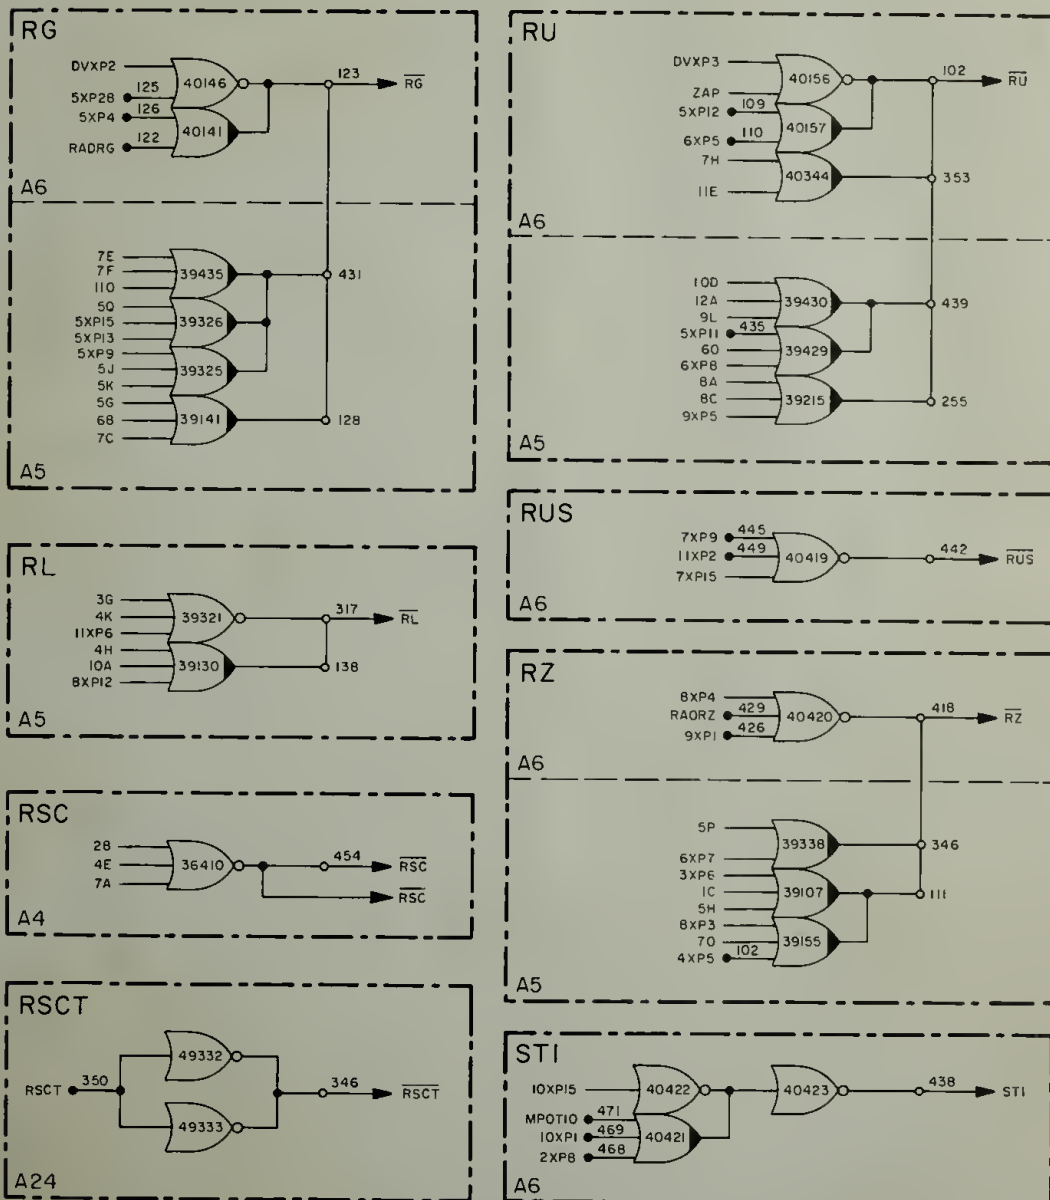 RG
DVXP2
40146
123
RG
5XP28
125
5XP4
126
40141
RADRG
122
A6
7E
7F
39435
110
431
5Q
5XP15
39326
5XP13
5XP9
5J
39325
5K
5G
68
39141
128
7C
A5
RL
3G
4K
39321
317
RL
11XP6
4H
10A
39130
138
8XP12
A5
RSC
28
4E
36410
454
RSC
7A
RSC
A4
RSCT
49332
RSCT
350
346
RSCT
49333
A24
RU
DVXP3
40156
102
RU
ZAP
5XP12
109
40157
6XP5
110
7H
40344
353
11E
A6
10D
12A
39430
439
9L
5XP11
435
60
39429
6XP8
8A
8C
39215
255
9XP5
A5
RUS
7XP9
445
11XP2
449
40419
442
RUS
7XP15
A6
RZ
8XP4
RAORZ
429
40420
418
RZ
9XP1
426
A6
5P
39338
346
6XP7
3XP6
1C
39107
111
5H
8XP3
70
39155
4XP5
102
A5
STI
10XP15
40422
40423
438
STI
MPOT10
471
10XP1
469
40421
2XP8
468
A6